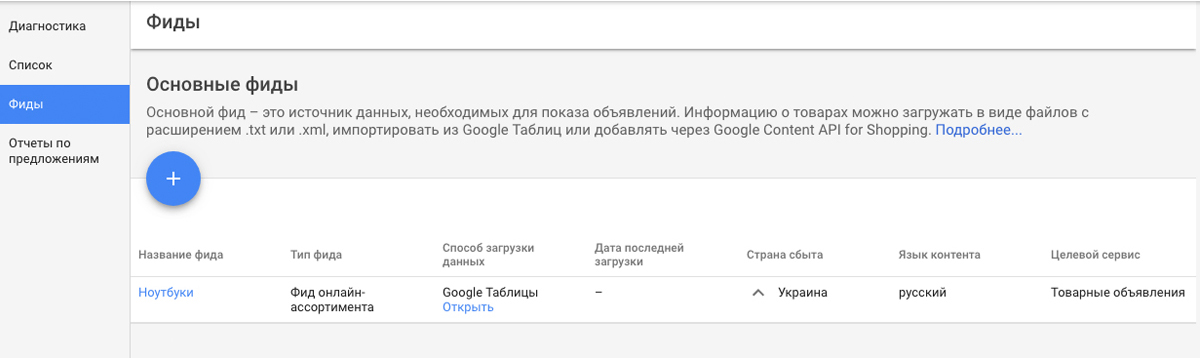 Диагностика
Список
Фиды
Отчеты по
предложениям
Фиды
Основные фиды
Основной фид – это источник данных, необходимых для показа объявлений. Информацию о товарах можно загружать в виде файлов с
расширением .txt или .xml, импортировать из Google Таблиц или добавлять через Google Content API for Shopping. Подробнее...
+
Название фида Тип фида Способ загрузки данных Дата последней загрузки Страна сбыта Язык контента Целевой сервис
Ноутбуки Фид онлайн-ассортимента Google Таблицы – Украина русский Товарные объявления
Открыть